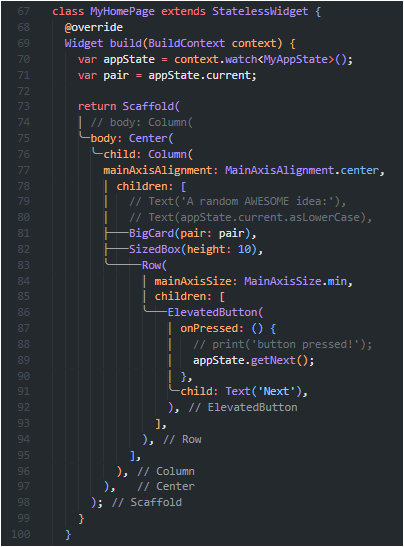 67 class MyHomePage extends StatelessWidget {
68   @override
69   Widget build(BuildContext context) {
70     var appState = context.watch<MyAppState>();
71     var pair = appState.current;
72
73     return Scaffold(
74       // body: Column(
75       body: Center(
76         child: Column(
77           mainAxisAlignment: MainAxisAlignment.center,
78           children: [
79             // Text('A random AWESOME idea:'),
80             // Text(appState.current.asLowerCase),
81             BigCard(pair: pair),
82             SizedBox(height: 10),
83             Row(
84               mainAxisSize: MainAxisSize.min,
85               children: [
86                 ElevatedButton(
87                   onPressed: () {
88                     // print('button pressed!');
89                     appState.getNext();
90                   },
91                   child: Text('Next'),
92                 ), // ElevatedButton
93               ],
94             ), // Row
95           ],
96         ), // Column
97       ),   // Center
98     ); // Scaffold
99   }
100 }